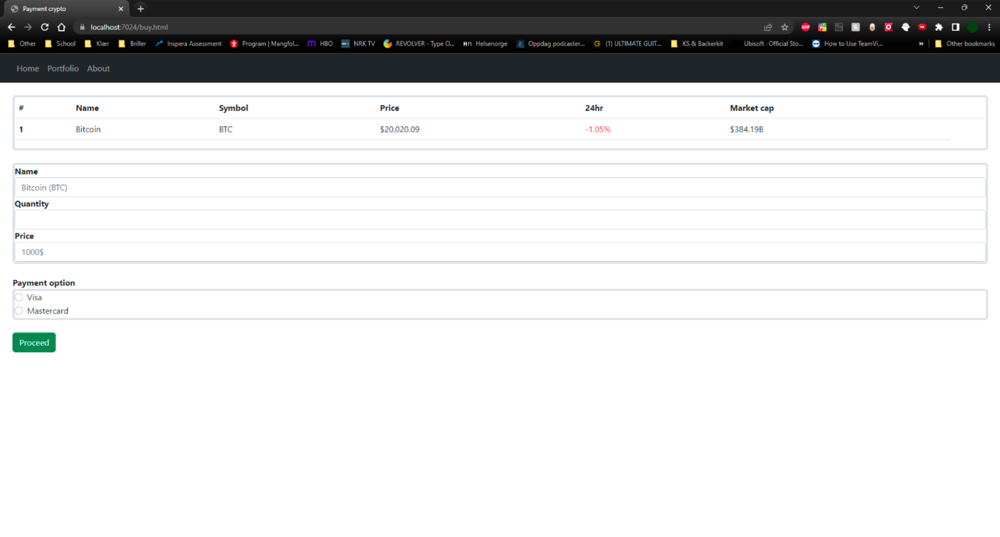 Payment crypto
localhost:7024/buy.html
Other School Klær Briller Inspera Assessment Program | Mangfol... HBO NRK TV REVOLVER - Type O... Hn Helsenorge Oppdag podcaster... G (1) ULTIMATE GUIT... KS & Backerkit Ubisoft - Official Sto... How to Use TeamVi... » Other bookmarks
Home Portfolio About
# Name Symbol Price 24hr Market cap
1 Bitcoin BTC $20,020.09 -1.05% $384.19B
Name
Bitcoin (BTC)
Quantity
Price
1000$
Payment option
Visa
Mastercard
Proceed